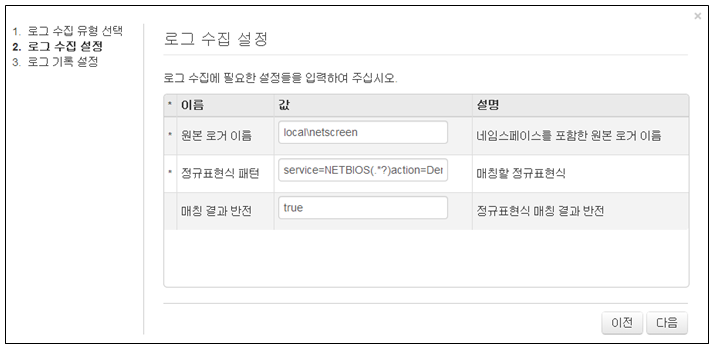 ×
1. 로그 수집 유형 선택
2. 로그 수집 설정
3. 로그 기록 설정
로그 수집 설정
로그 수집에 필요한 설정들을 입력하여 주십시오.
* 이름 값 설명
* 원본 로거 이름 local\netscreen 네임스페이스를 포함한 원본 로거 이름
* 정규표현식 패턴 service=NETBIOS(.*?)action=Der 매칭할 정규표현식
매칭 결과 반전 true 정규표현식 매칭 결과 반전
이전 다음